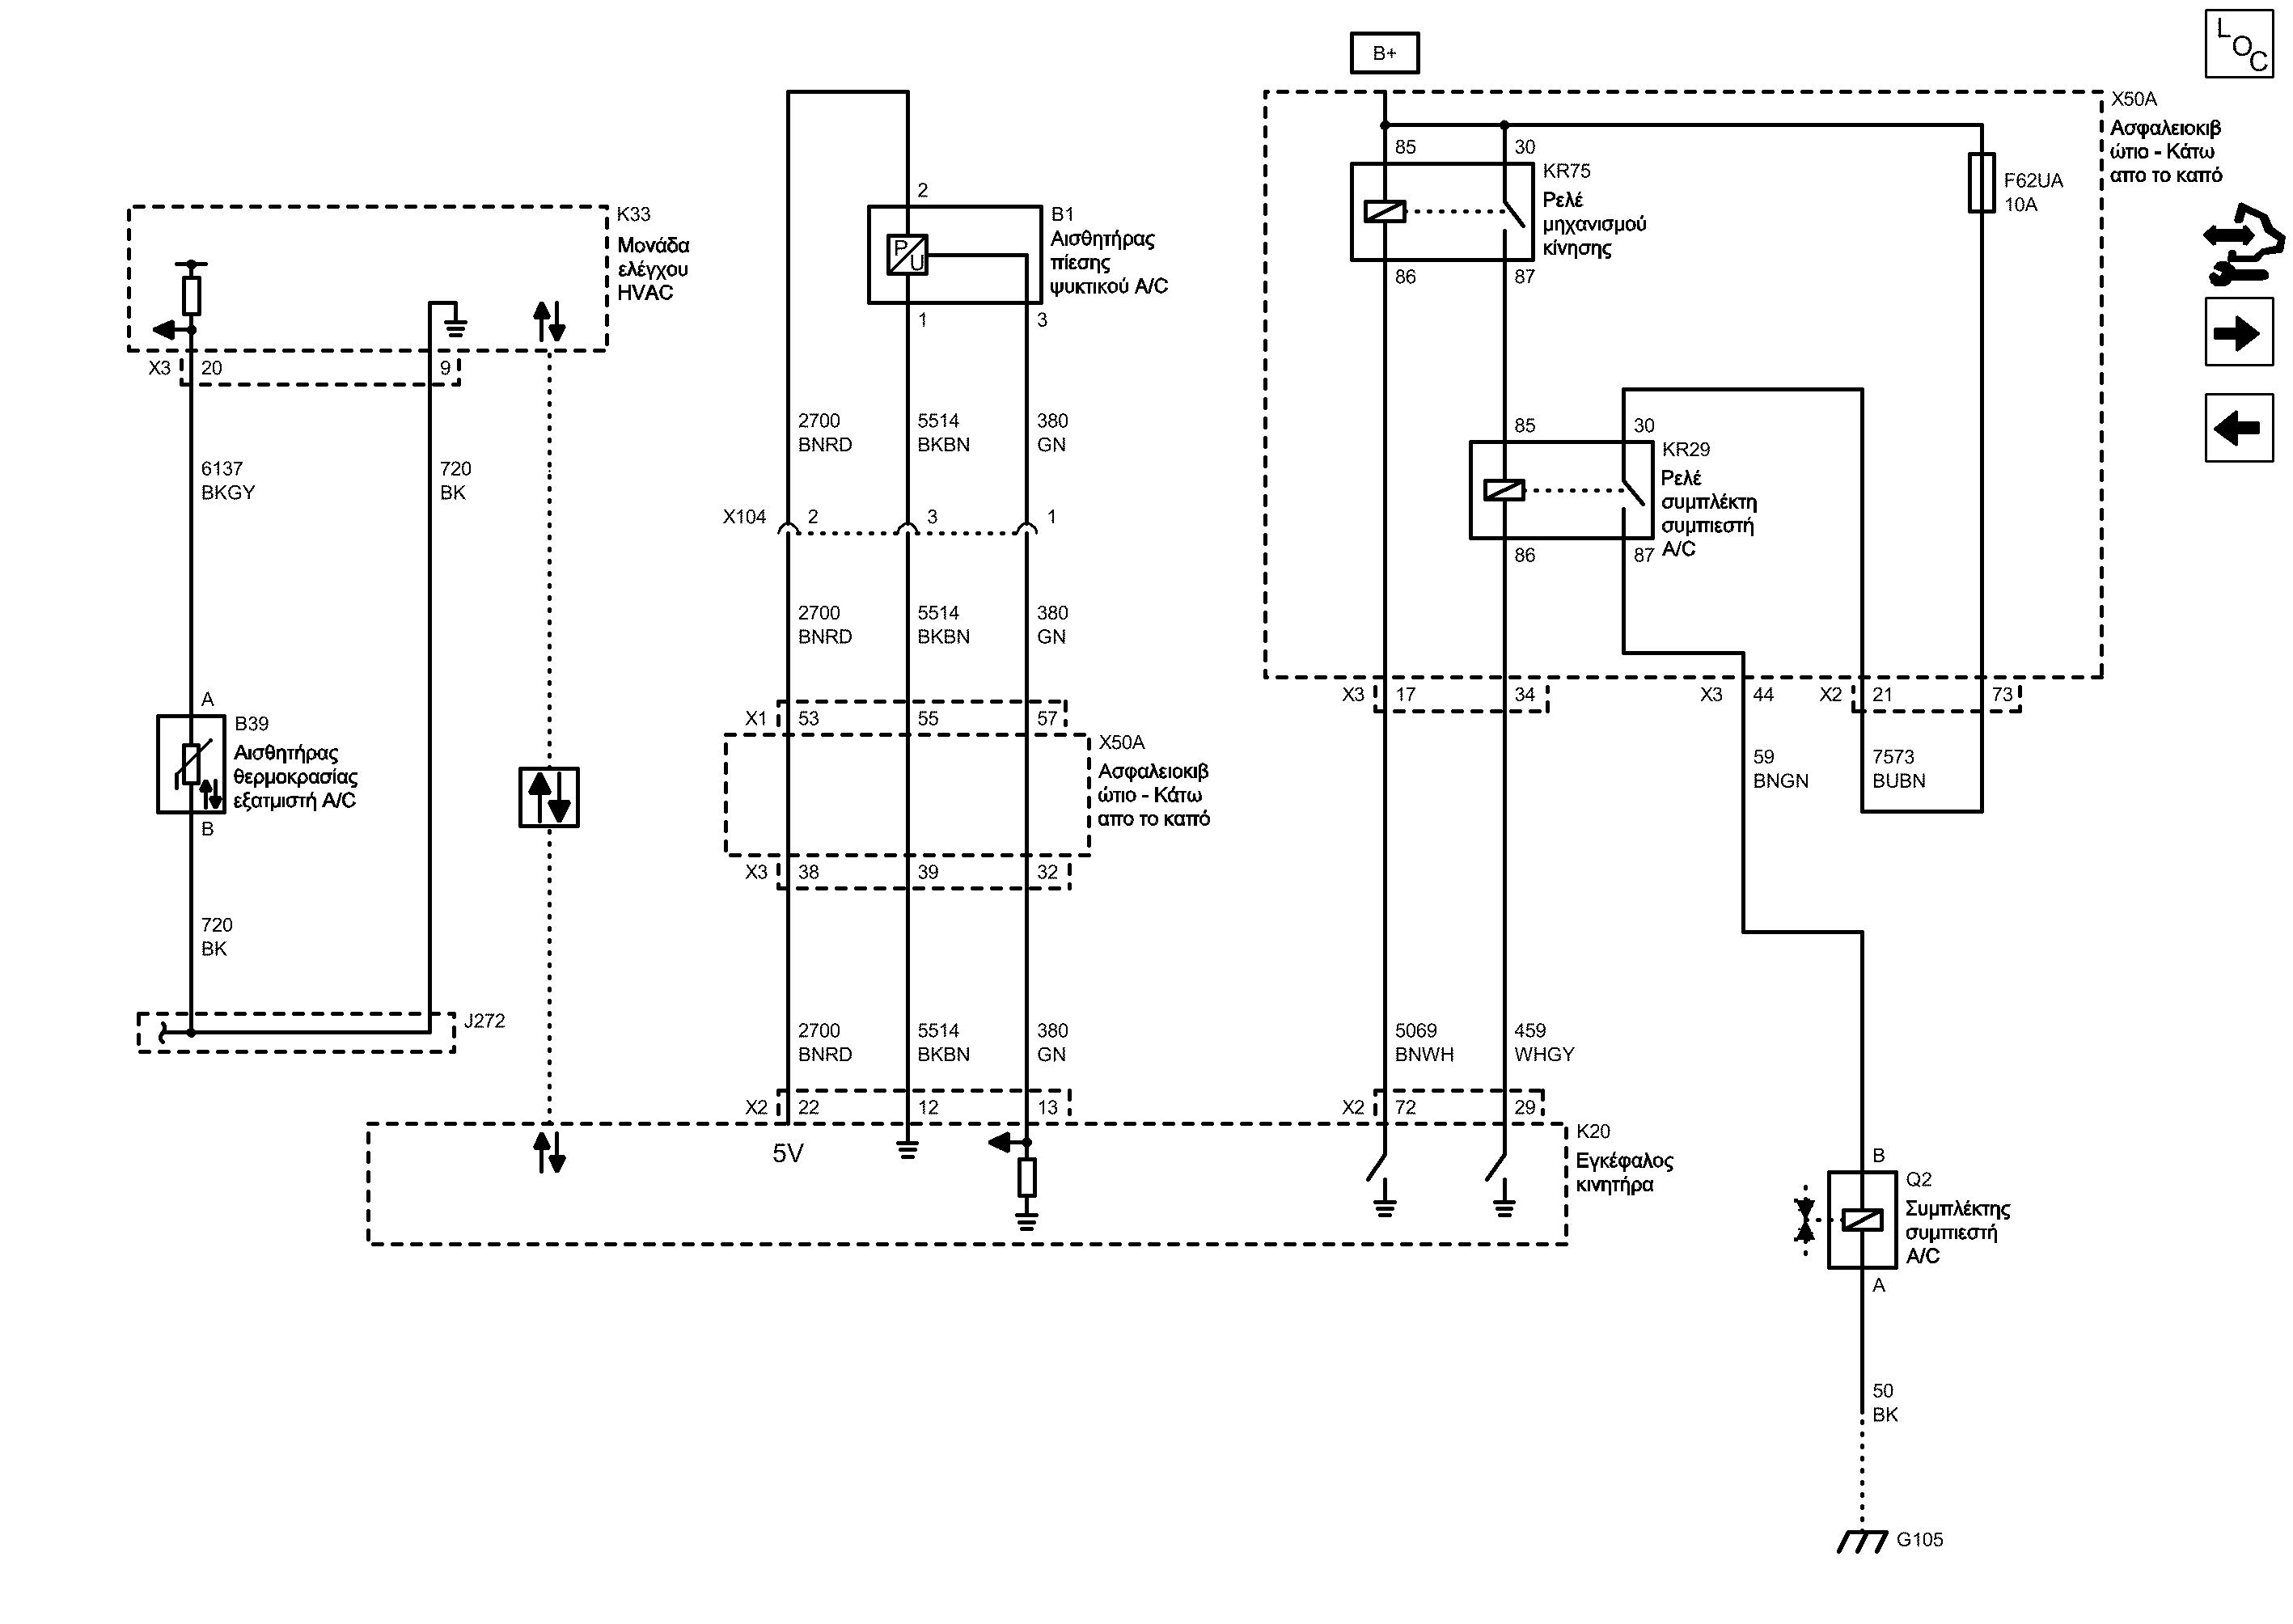 L
O
C
B+
X50A
Ασφαλειοκιβ
ώτιο - Κάτω
απο το καπό
85
30
KR75
Ρελέ
μηχανισμού
κίνησης
86
87
F62UA
10A
2
B1
Αισθητήρας
πίεσης
ψυκτικού A/C
P
U
1
3
K33
Μονάδα
ελέγχου
HVAC
X3
20
9
2700
BNRD
5514
BKBN
380
GN
6137
BKGY
720
BK
85
30
KR29
Ρελέ
συμπλέκτη
συμπιεστή
A/C
86
87
X104
2
3
1
2700
BNRD
5514
BKBN
380
GN
A
B39
Αισθητήρας
θερμοκρασίας
εξατμιστή A/C
B
X1
53
55
57
X50A
Ασφαλειοκιβ
ώτιο - Κάτω
απο το καπό
X3
38
39
32
X3
17
34
X3
44
X2
21
73
59
BNGN
7573
BUBN
720
BK
J272
2700
BNRD
5514
BKBN
380
GN
5069
BNWH
459
WHGY
X2
22
12
13
X2
72
29
5V
K20
Εγκέφαλος
κινητήρα
B
Q2
Συμπλέκτης
συμπιεστή
A/C
A
50
BK
G105